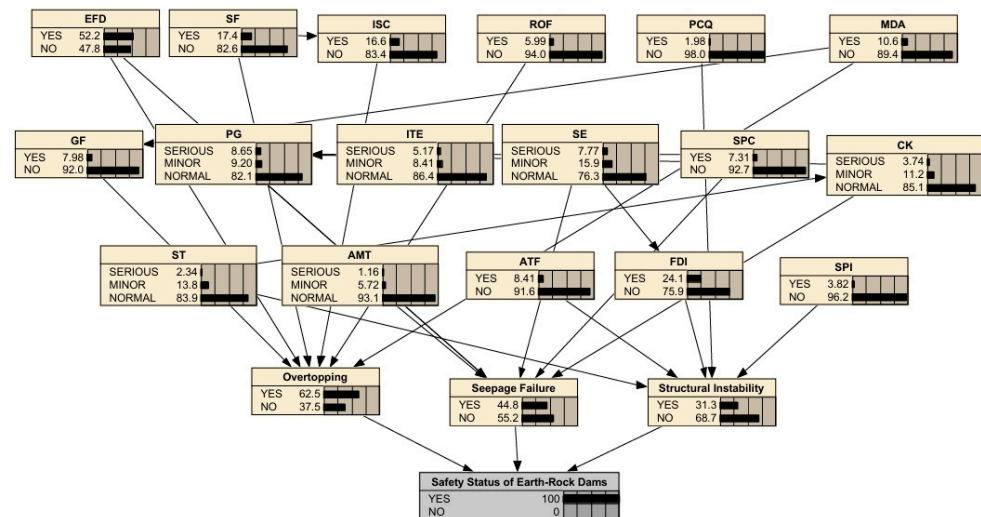 EFD
YES 52.2
NO 47.8
SF
YES 17.4
NO 82.6
ISC
YES 16.6
NO 83.4
ROF
YES 5.99
NO 94.0
PCQ
YES 1.98
NO 98.0
MDA
YES 10.6
NO 89.4
GF
YES 7.98
NO 92.0
PG
SERIOUS 8.65
MINOR 9.20
NORMAL 82.1
ITE
SERIOUS 5.17
MINOR 8.41
NORMAL 86.4
SE
SERIOUS 7.77
MINOR 15.9
NORMAL 76.3
SPC
YES 7.31
NO 92.7
CK
SERIOUS 3.74
MINOR 11.2
NORMAL 85.1
ST
SERIOUS 2.34
MINOR 13.8
NORMAL 83.9
AMT
SERIOUS 1.16
MINOR 5.72
NORMAL 93.1
ATF
YES 8.41
NO 91.6
FDI
YES 24.1
NO 75.9
SPI
YES 3.82
NO 96.2
Overtopping
YES 62.5
NO 37.5
Seepage Failure
YES 44.8
NO 55.2
Structural Instability
YES 31.3
NO 68.7
Safety Status of Earth-Rock Dams
YES 100
NO 0